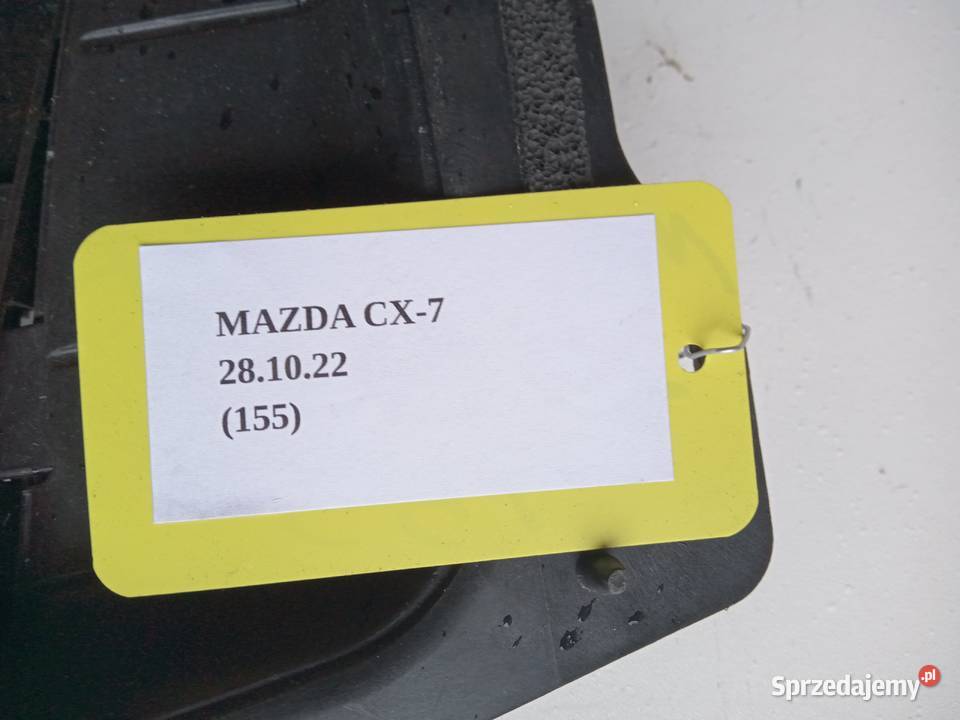 MAZDA CX-7
28.10.22
(155)
Sprzedajemy.pl